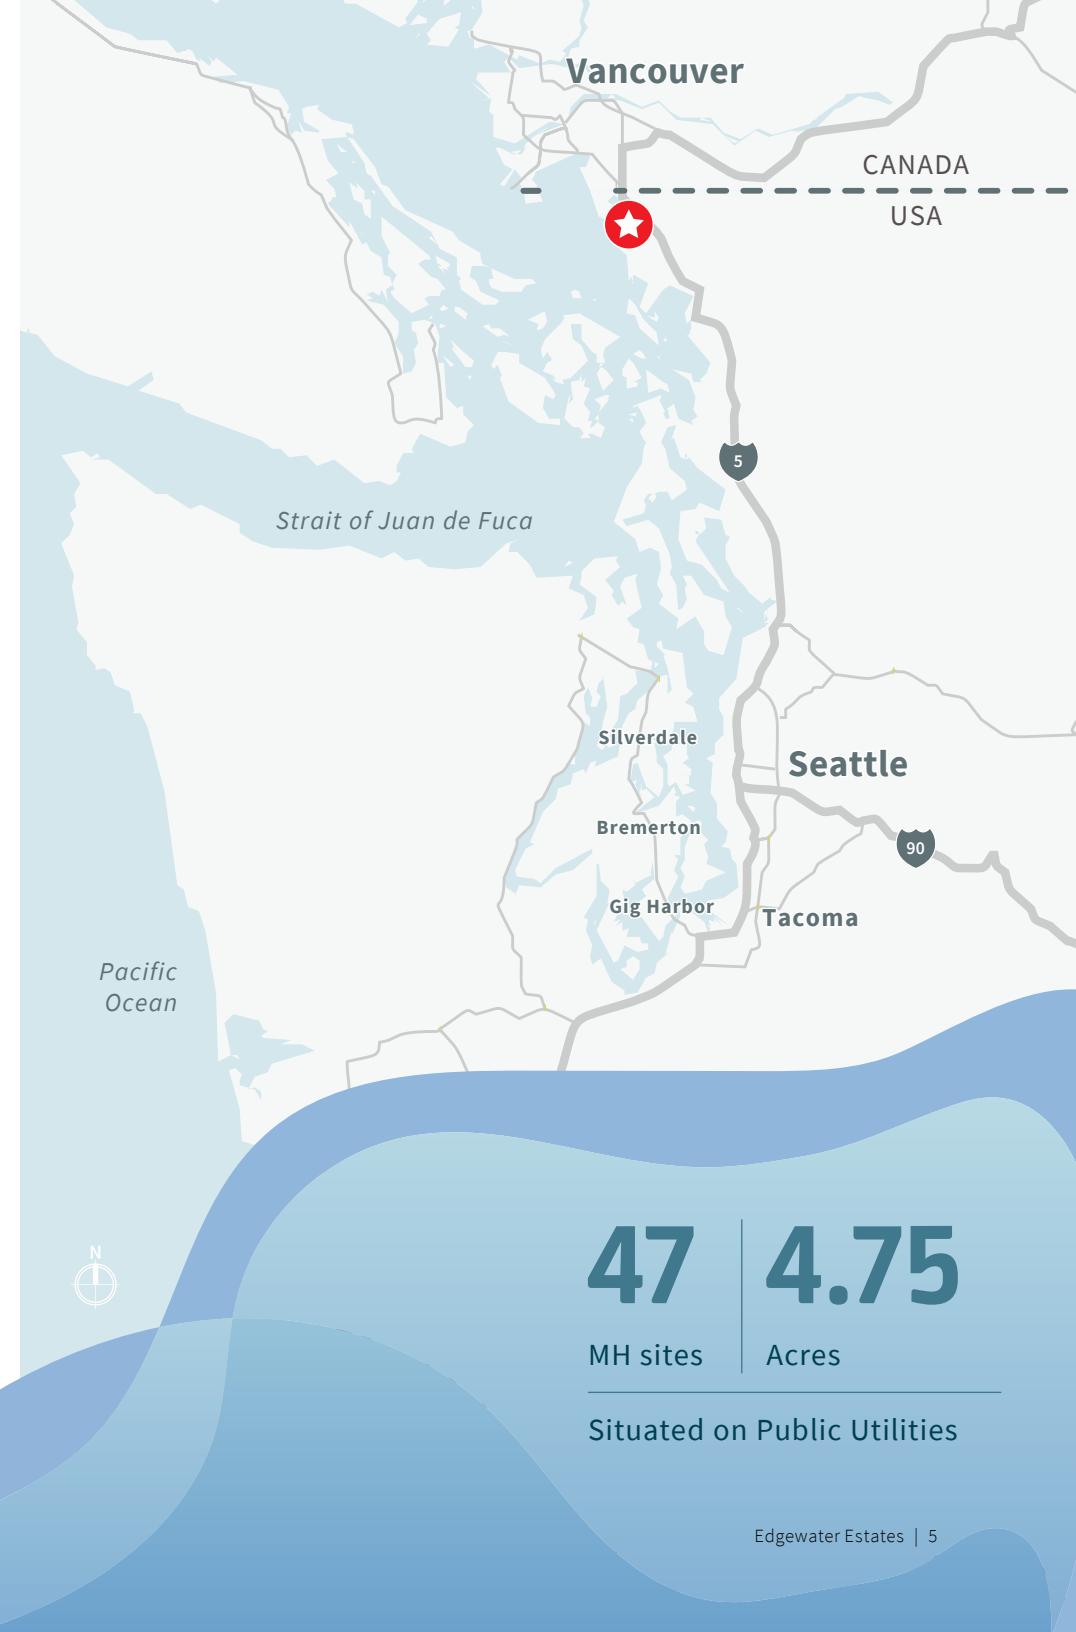 Vancouver
CANADA
USA
5
Strait of Juan de Fuca
Silverdale
Seattle
Bremerton
90
Gig Harbor
Tacoma
Pacific
Ocean
N
47
4.75
MH sites
Acres
Situated on Public Utilities
Edgewater Estates | 5